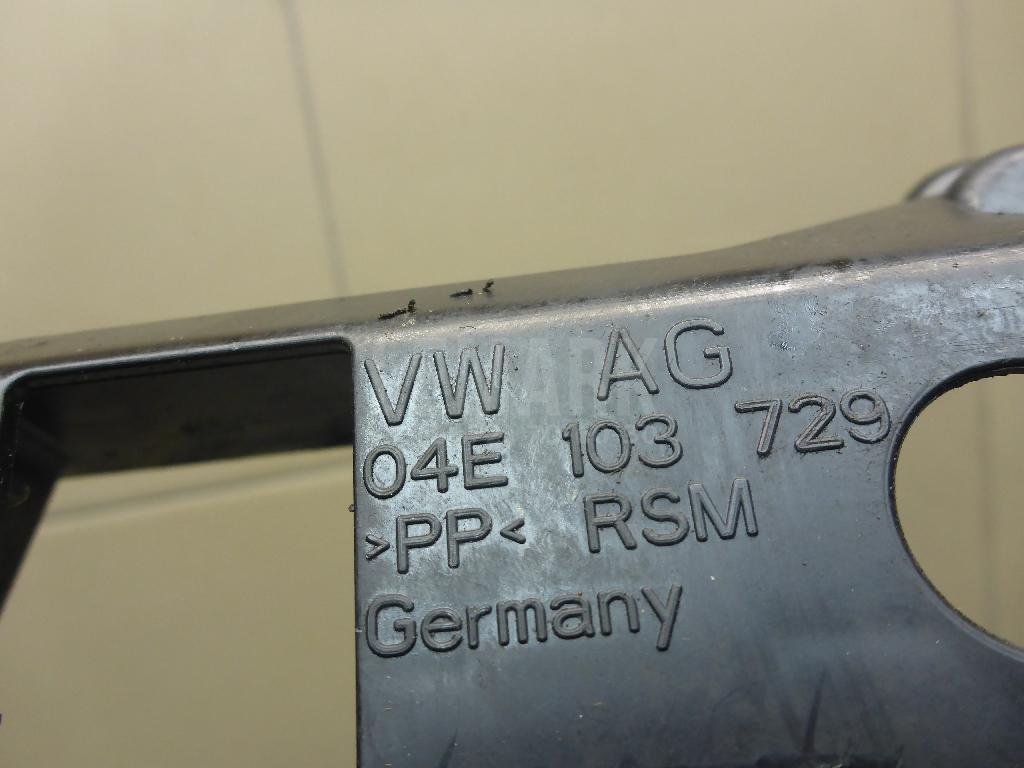 VW AG
04E 103 729
>PP< RSM
Germany